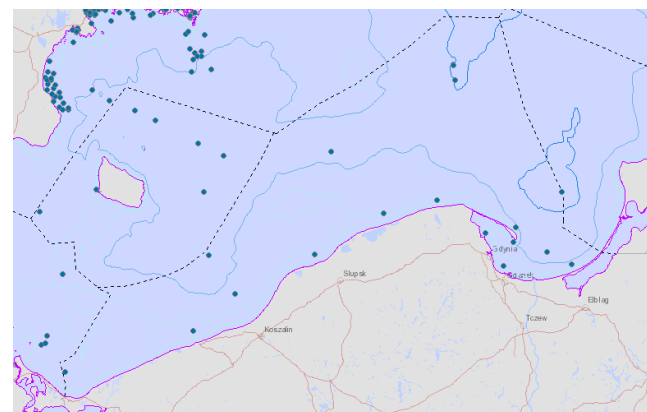 Gdynia
Gdańsk
Słupsk
Elbląg
Tczew
Koszalin